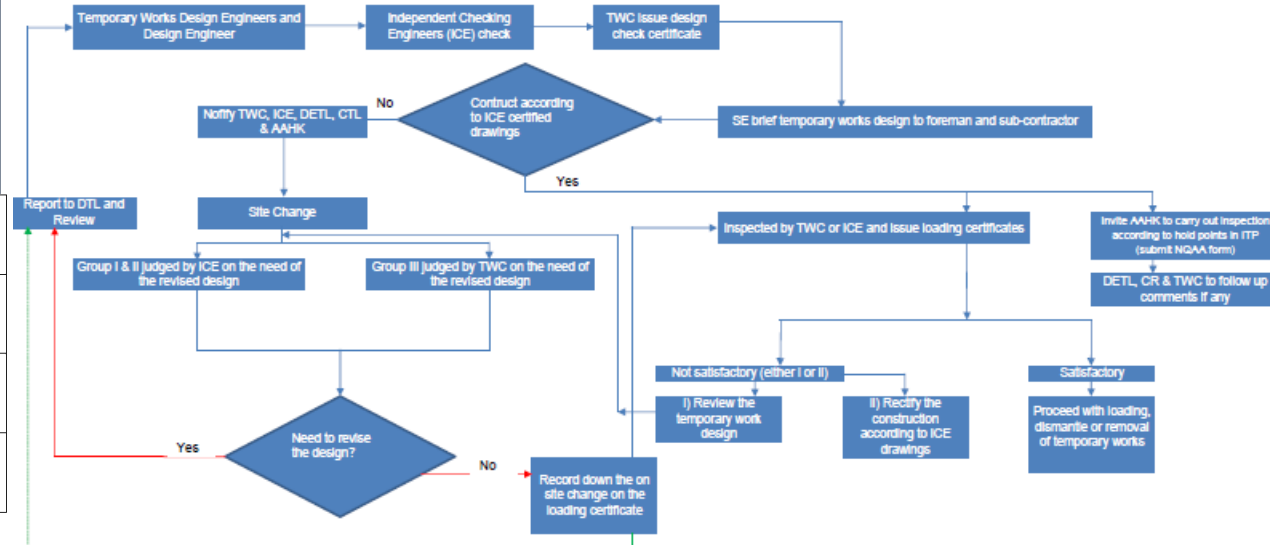 Temporary Works Design Engineers and
Design Engineer
Independent Checking
Engineers (ICE) check
TWC issue design
check certificate
Notify TWC, ICE, DETL, CTL
& AAHK
No
Contruct according
to ICE certified
drawings
SE brief temporary works design to foreman and sub-contractor
Yes
Report to DTL and
Review
Site Change
Inspected by TWC or ICE and issue loading certificates
Invite AAHK to carry out inspection
according to hold points in ITP
(submit NQAA form)
Group I & II judged by ICE on the need of
the revised design
Group III judged by TWC on the need of
the revised design
DETL, CR & TWC to follow up
comments if any
Not satisfactory (either I or II)
Satisfactory
I) Review the
temporary work
design
II) Rectify the
construction
according to ICE
drawings
Proceed with loading,
dismantle or removal
of temporary works
Need to revise
the design?
Yes
No
Record down the on
site change on the
loading certificate